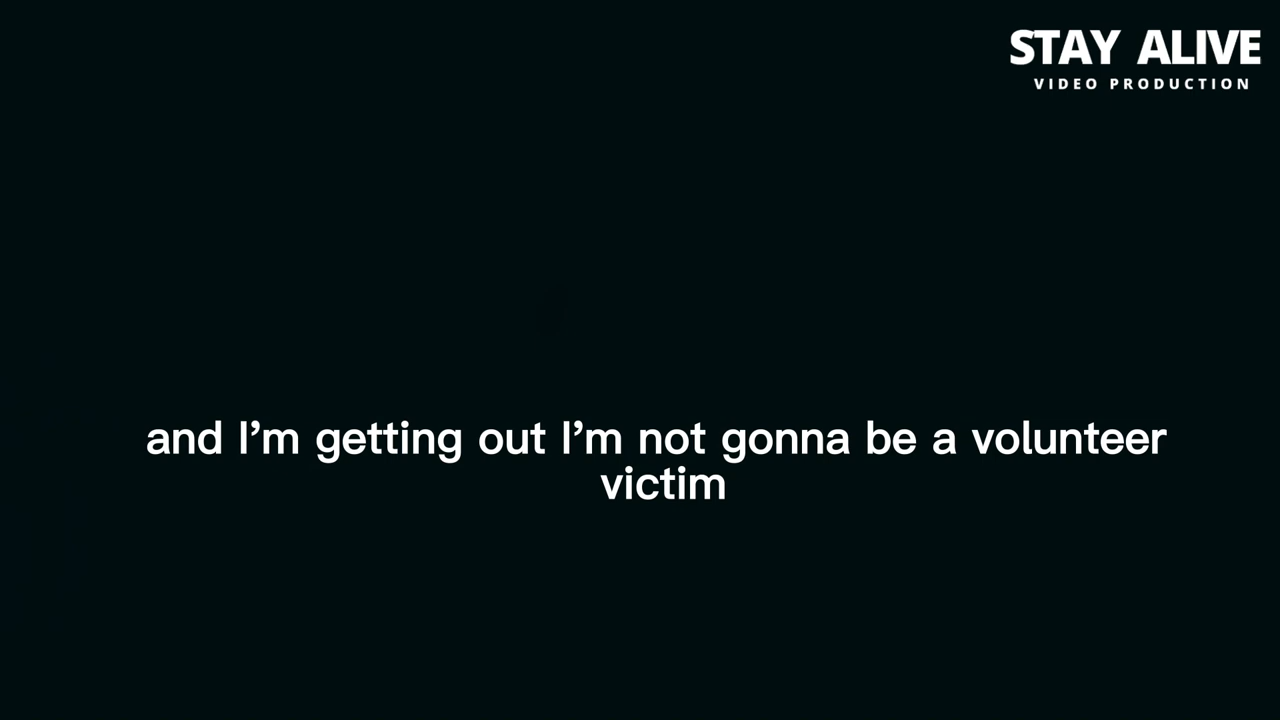 STAY ALIVE
VIDEO PRODUCTION
and I’m getting out I’m not gonna be a volunteer
victim